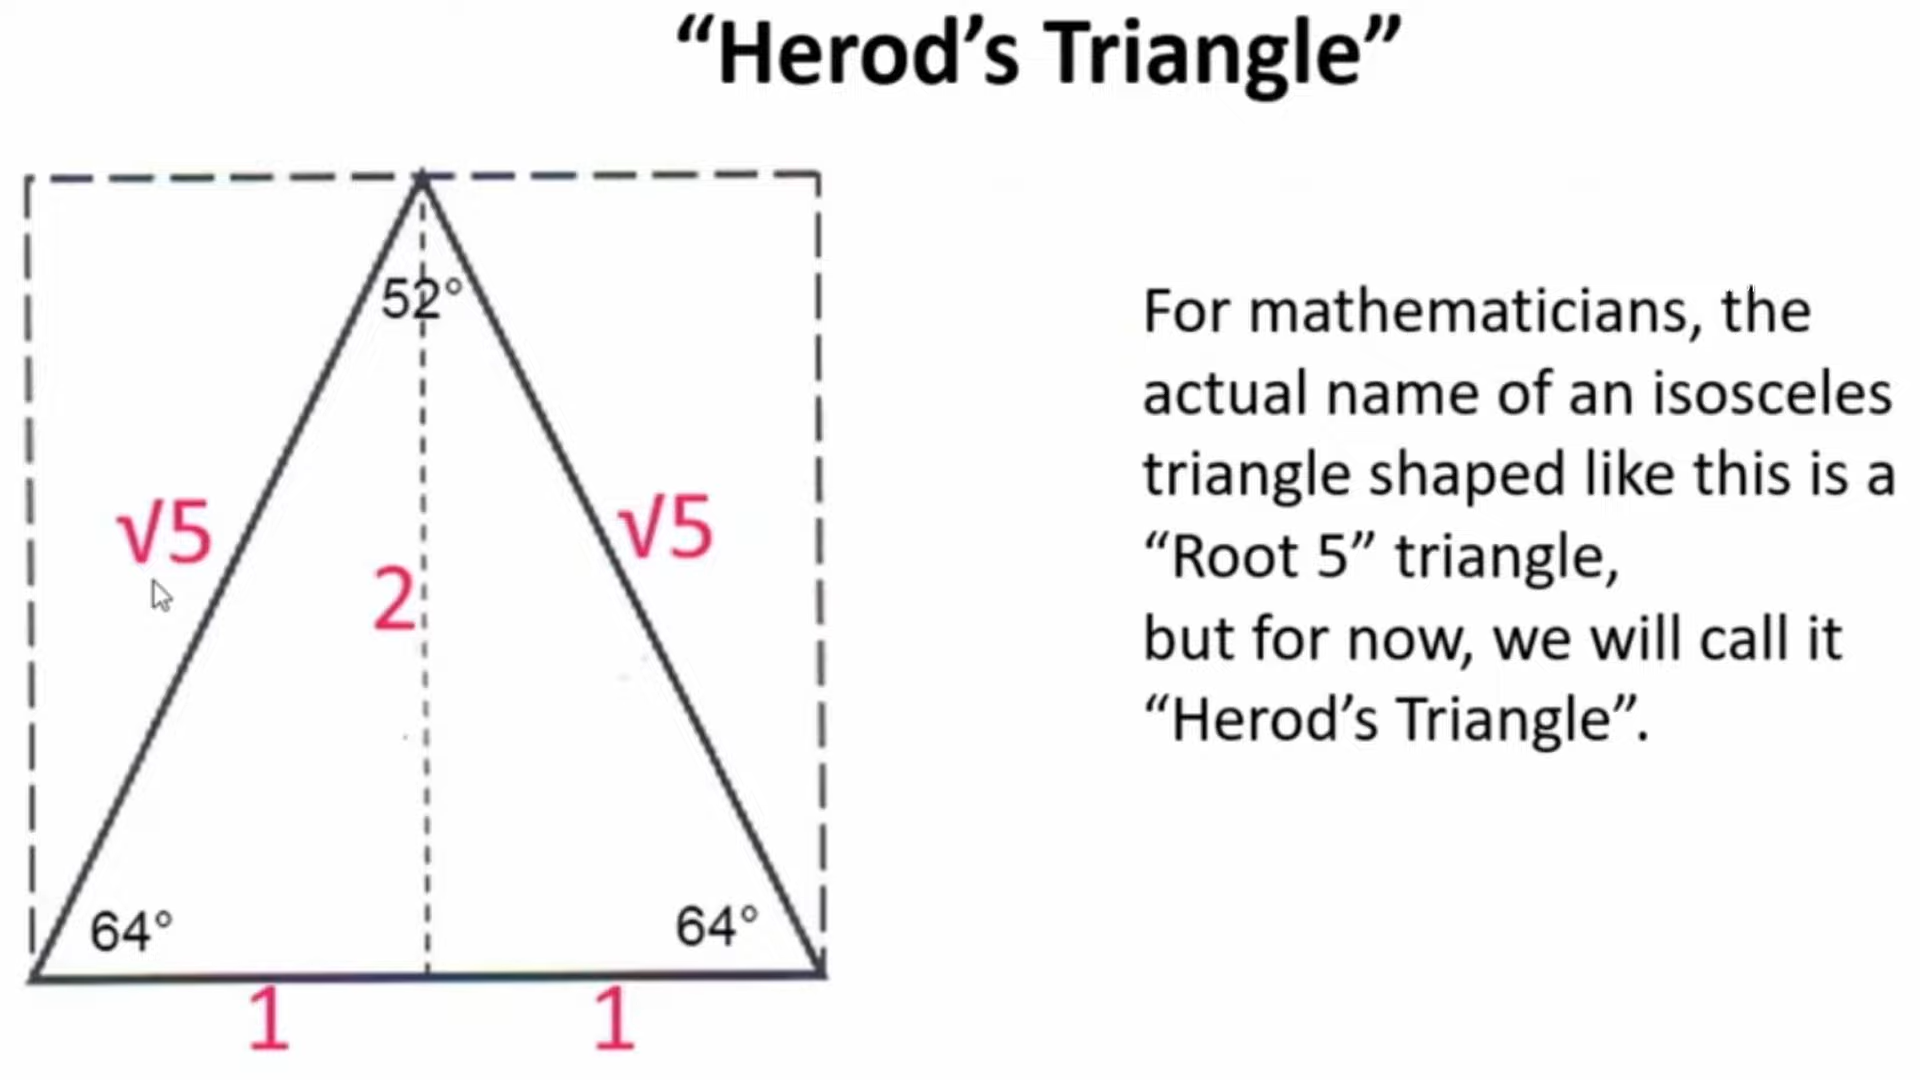 “Herod’s Triangle”
52°
√5
√5
2
64°
64°
1
1
For mathematicians, the
actual name of an isosceles
triangle shaped like this is a
“Root 5” triangle,
but for now, we will call it
“Herod’s Triangle”.